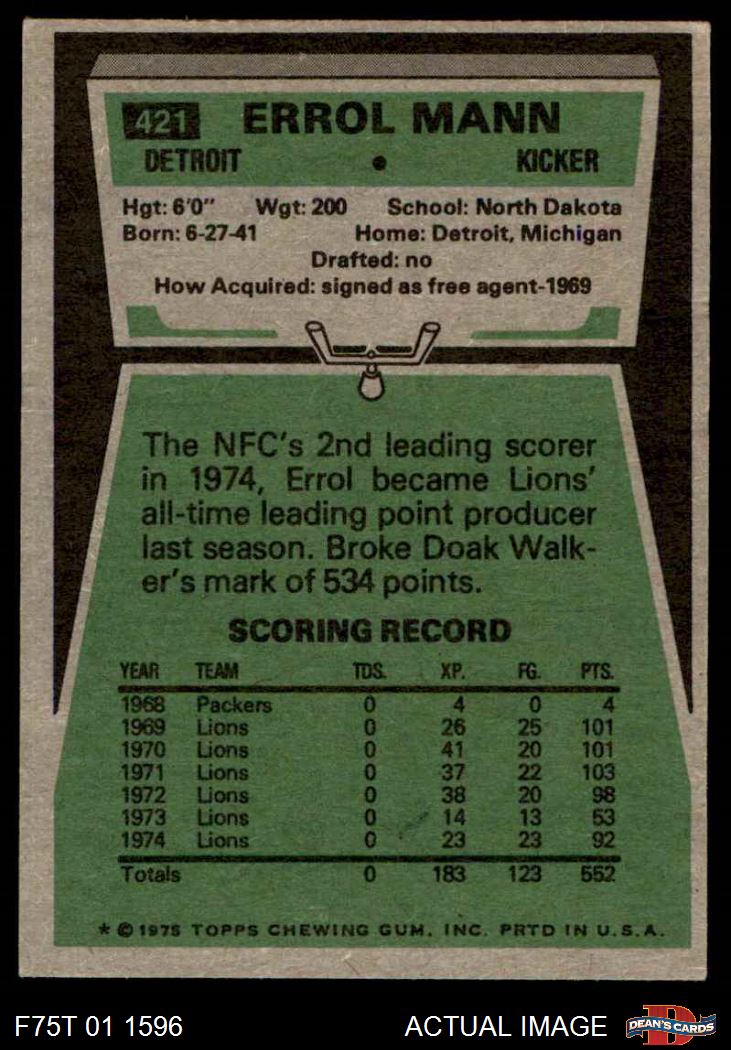 421 ERROL MANN
DETROIT • KICKER
Hgt: 6'0" Wgt: 200 School: North Dakota
Born: 6-27-41 Home: Detroit, Michigan
Drafted: no
How Acquired: signed as free agent-1969
The NFC's 2nd leading scorer
in 1974, Errol became Lions'
all-time leading point producer
last season. Broke Doak Walk-
er's mark of 534 points.
SCORING RECORD
YEAR TEAM TDS. XP. FG. PTS.
1968 Packers 0 4 0 4
1969 Lions 0 26 25 101
1970 Lions 0 41 20 101
1971 Lions 0 37 22 103
1972 Lions 0 38 20 98
1973 Lions 0 14 13 53
1974 Lions 0 23 23 92
Totals 0 183 123 552
* © 1975 TOPPS CHEWING GUM, INC. PRTD IN U.S.A.
F75T 01 1596 ACTUAL IMAGE D DEAN'S CARDS